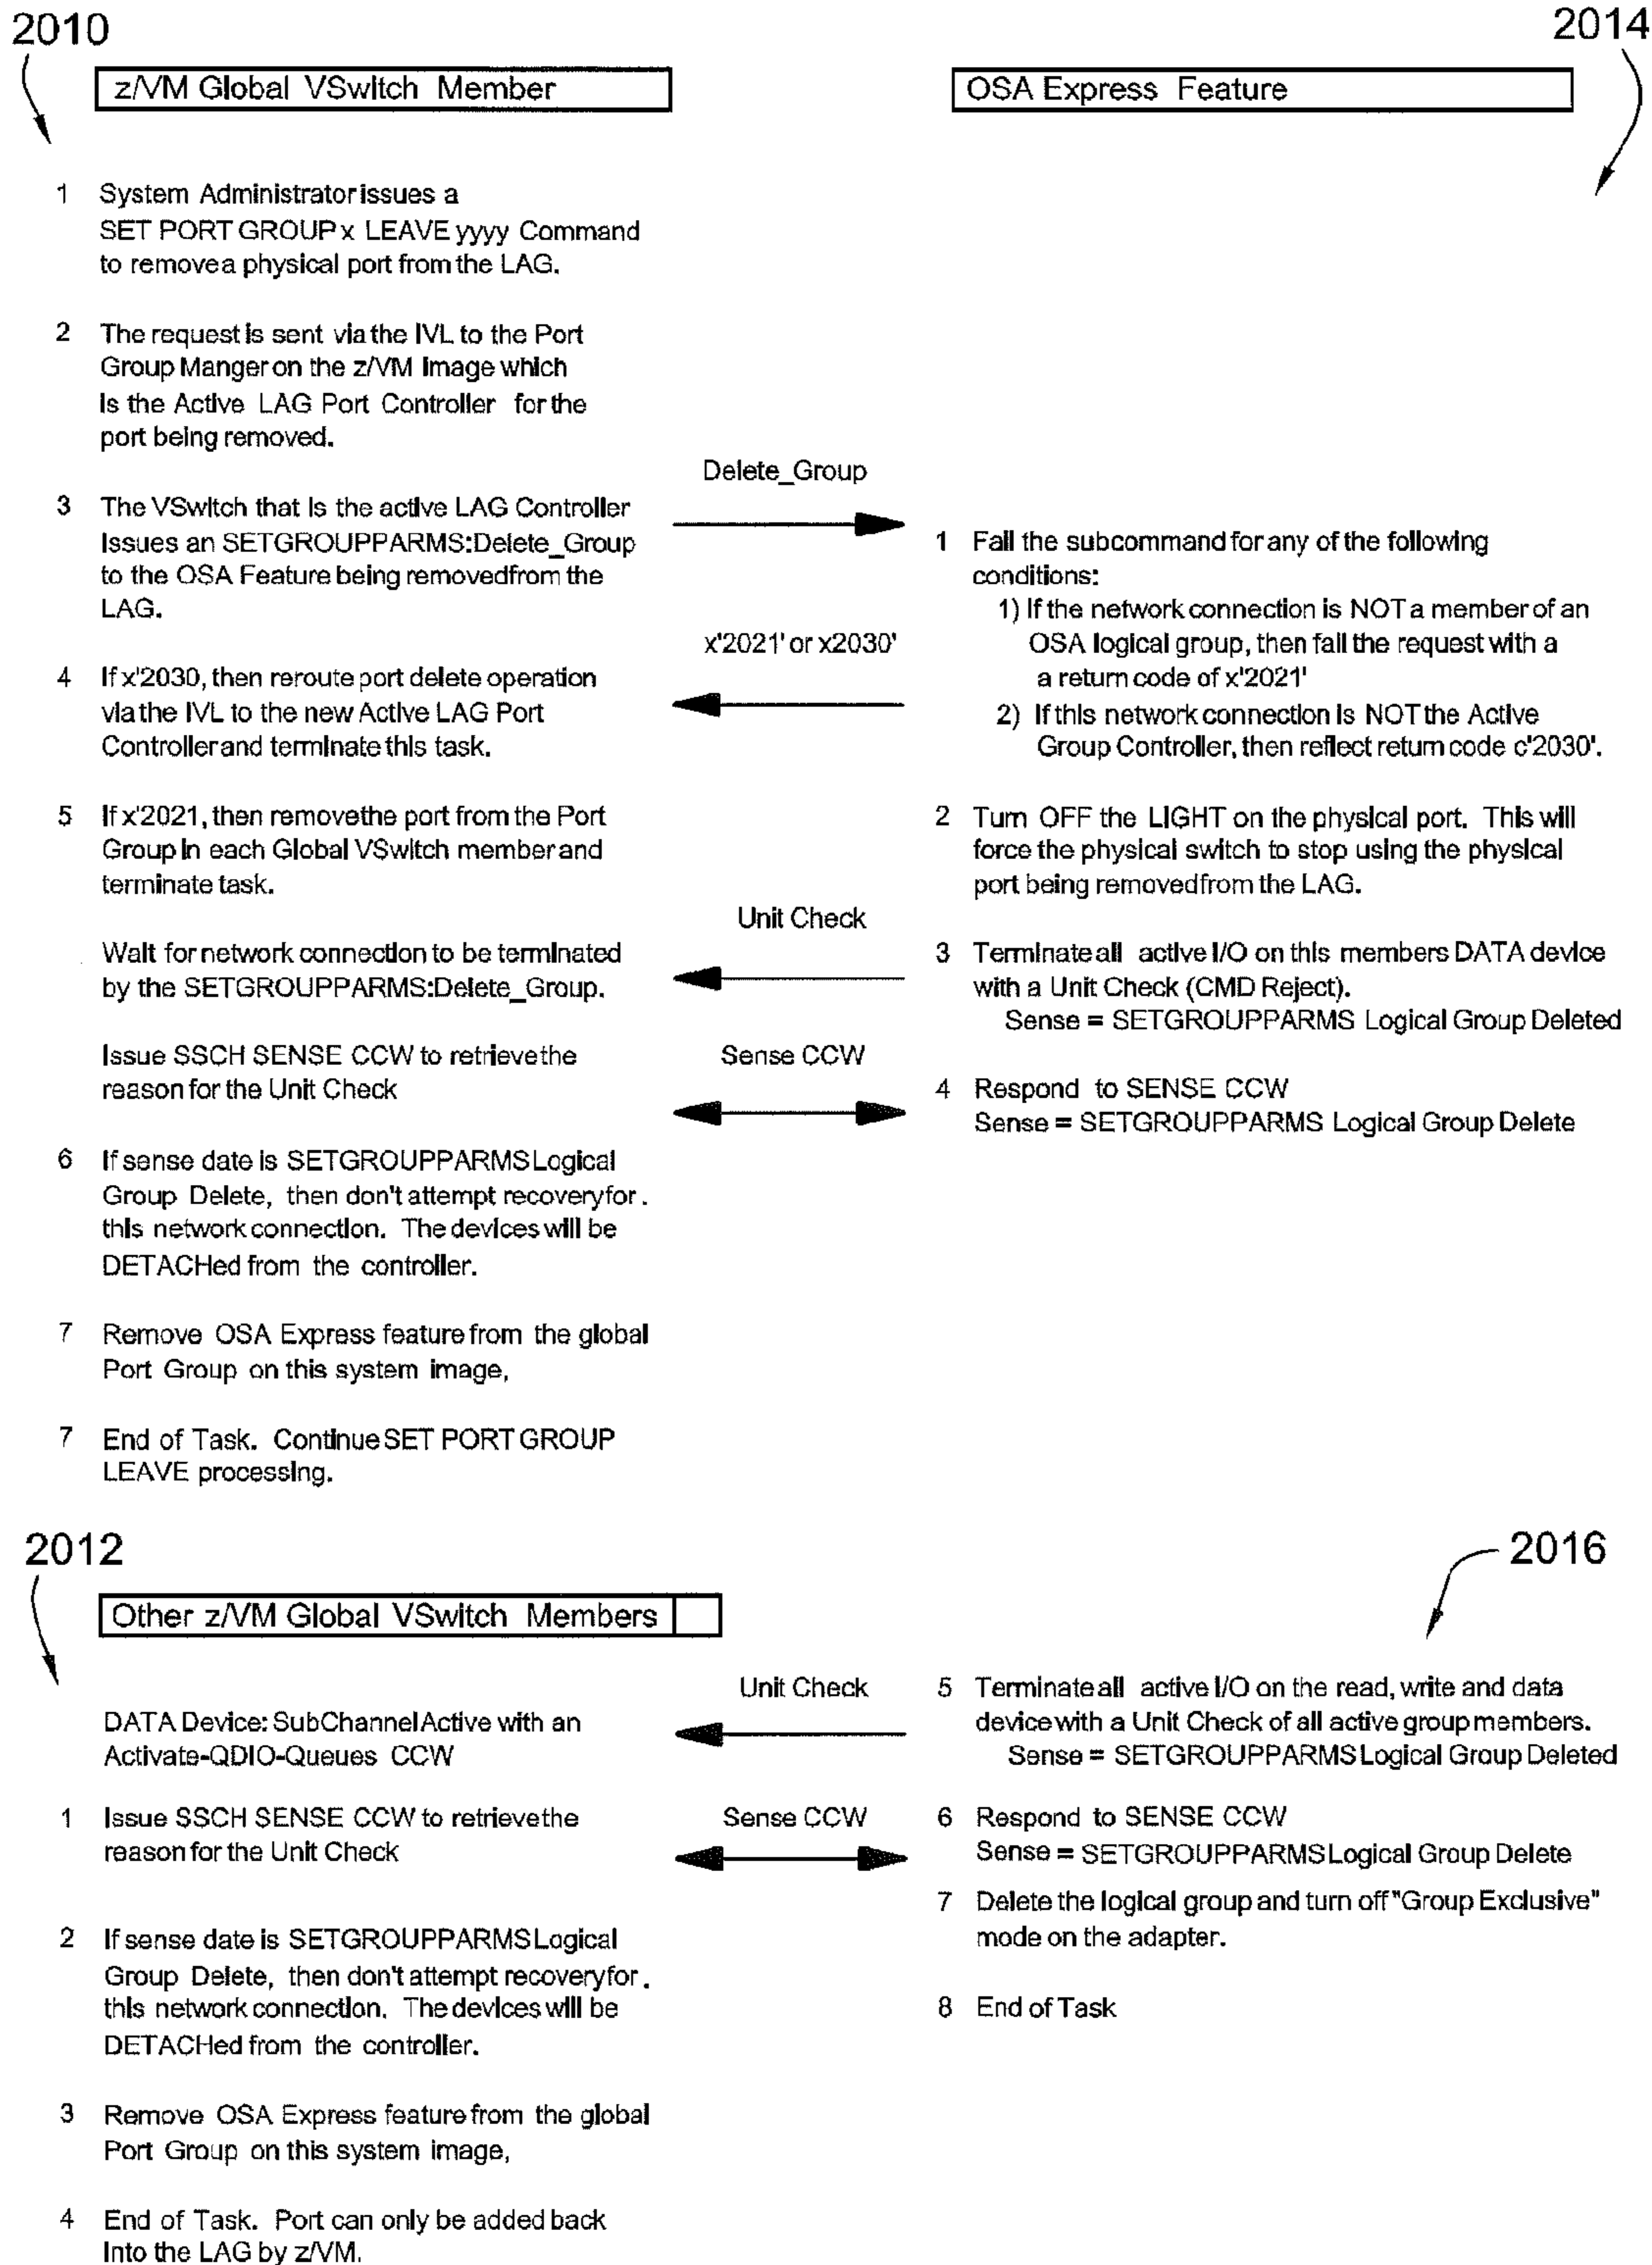 2010
2014
z/VM Global VSwitch Member
OSA Express Feature
1 System Administrator issues a
SET PORT GROUP x LEAVE yyyy Command
to remove a physical port from the LAG.
2 The request is sent via the IVL to the Port
Group Manger on the z/VM Image which
is the Active LAG Port Controller for the
port being removed.
Delete_Group
3 The VSwitch that is the active LAG Controller
Issues an SETGROUPPARMS:Delete_Group
to the OSA Feature being removed from the
LAG.
1 Fail the subcommand for any of the following
conditions:
1) If the network connection is NOT a member of an
OSA logical group, then fail the request with a
a return code of x'2021'
2) If this network connection is NOT the Active
Group Controller, then reflect return code c'2030'.
x'2021' or x2030'
4 If x'2030, then reroute port delete operation
via the IVL to the new Active LAG Port
Controller and terminate this task.
5 If x'2021, then remove the port from the Port
Group in each Global VSwitch member and
terminate task.
2 Turn OFF the LIGHT on the physical port. This will
force the physical switch to stop using the physical
port being removed from the LAG.
Unit Check
Wait for network connection to be terminated
by the SETGROUPPARMS:Delete_Group.
3 Terminate all active I/O on this members DATA device
with a Unit Check (CMD Reject).
Sense = SETGROUPPARMS Logical Group Deleted
Issue SSCH SENSE CCW to retrieve the
reason for the Unit Check
Sense CCW
4 Respond to SENSE CCW
Sense = SETGROUPPARMS Logical Group Delete
6 If sense date is SETGROUPPARMS Logical
Group Delete, then don't attempt recovery for.
this network connection. The devices will be
DETACHed from the controller.
7 Remove OSA Express feature from the global
Port Group on this system image,
7 End of Task. Continue SET PORT GROUP
LEAVE processing.
2012
2016
Other z/VM Global VSwitch Members
DATA Device: SubChannel Active with an
Activate-QDIO-Queues CCW
Unit Check
5 Terminate all active I/O on the read, write and data
device with a Unit Check of all active group members.
Sense = SETGROUPPARMS Logical Group Deleted
1 Issue SSCH SENSE CCW to retrieve the
reason for the Unit Check
Sense CCW
6 Respond to SENSE CCW
Sense = SETGROUPPARMS Logical Group Delete
7 Delete the logical group and turn off "Group Exclusive"
mode on the adapter.
2 If sense date is SETGROUPPARMS Logical
Group Delete, then don't attempt recovery for.
this network connection. The devices will be
DETACHed from the controller.
8 End of Task
3 Remove OSA Express feature from the global
Port Group on this system image,
4 End of Task. Port can only be added back
Into the LAG by z/VM.